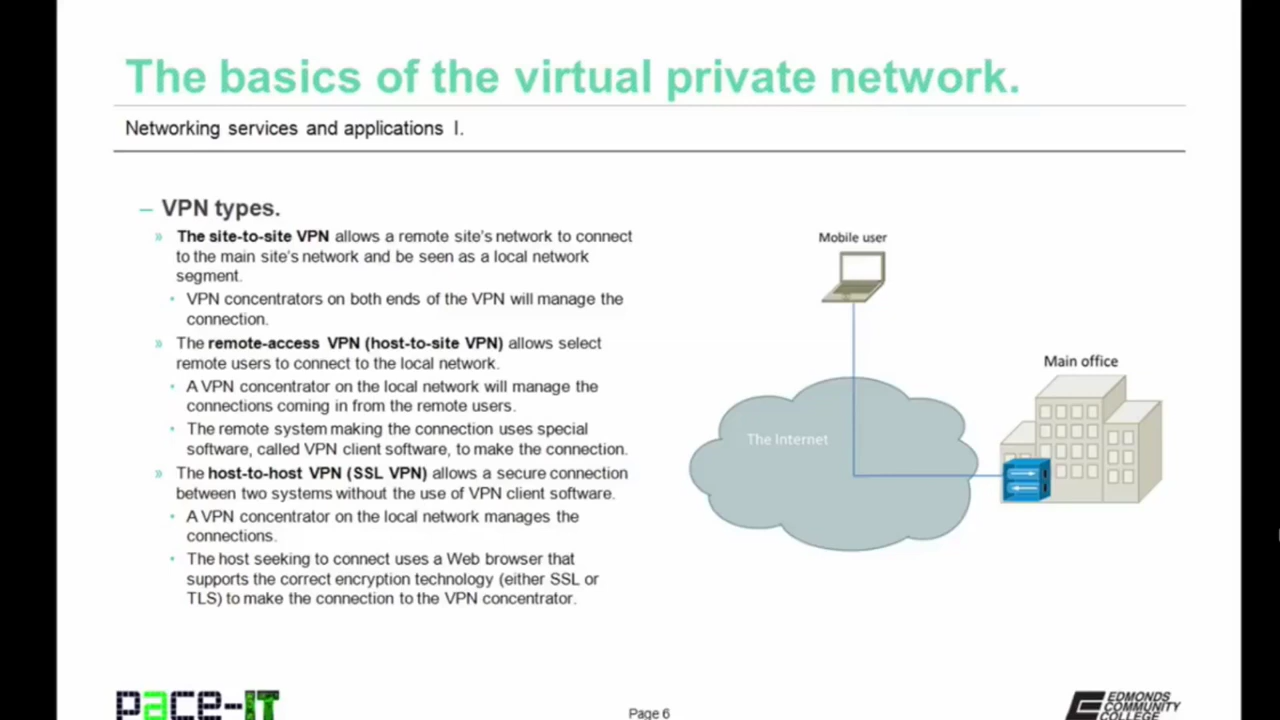 The basics of the virtual private network.
Networking services and applications I.
– VPN types.
» The site-to-site VPN allows a remote site's network to connect
to the main site's network and be seen as a local network
segment.
• VPN concentrators on both ends of the VPN will manage the
connection.
» The remote-access VPN (host-to-site VPN) allows select
remote users to connect to the local network.
• A VPN concentrator on the local network will manage the
connections coming in from the remote users.
• The remote system making the connection uses special
software, called VPN client software, to make the connection.
» The host-to-host VPN (SSL VPN) allows a secure connection
between two systems without the use of VPN client software.
• A VPN concentrator on the local network manages the
connections.
• The host seeking to connect uses a Web browser that
supports the correct encryption technology (either SSL or
TLS) to make the connection to the VPN concentrator.
Mobile user
Main office
The Internet
pace-IT
Page 6
EDMONDS
COMMUNITY
COLLEGE